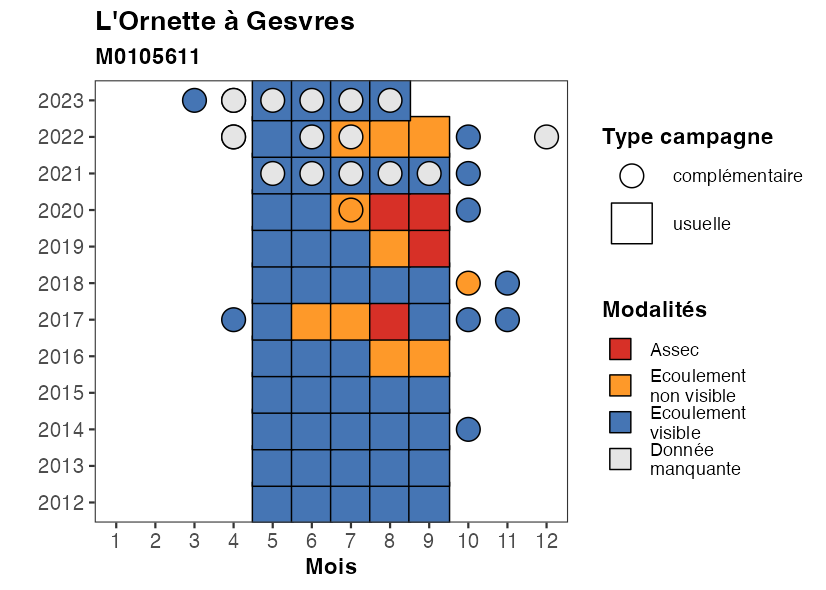 L'Ornette à Gesvres
M0105611
2023
2022
2021
2020
2019
2018
2017
2016
2015
2014
2013
2012
1 2 3 4 5 6 7 8 9 10 11 12
Mois
Type campagne
complémentaire
usuelle
Modalités
Assec
Ecoulement
non visible
Ecoulement
visible
Donnée
manquante